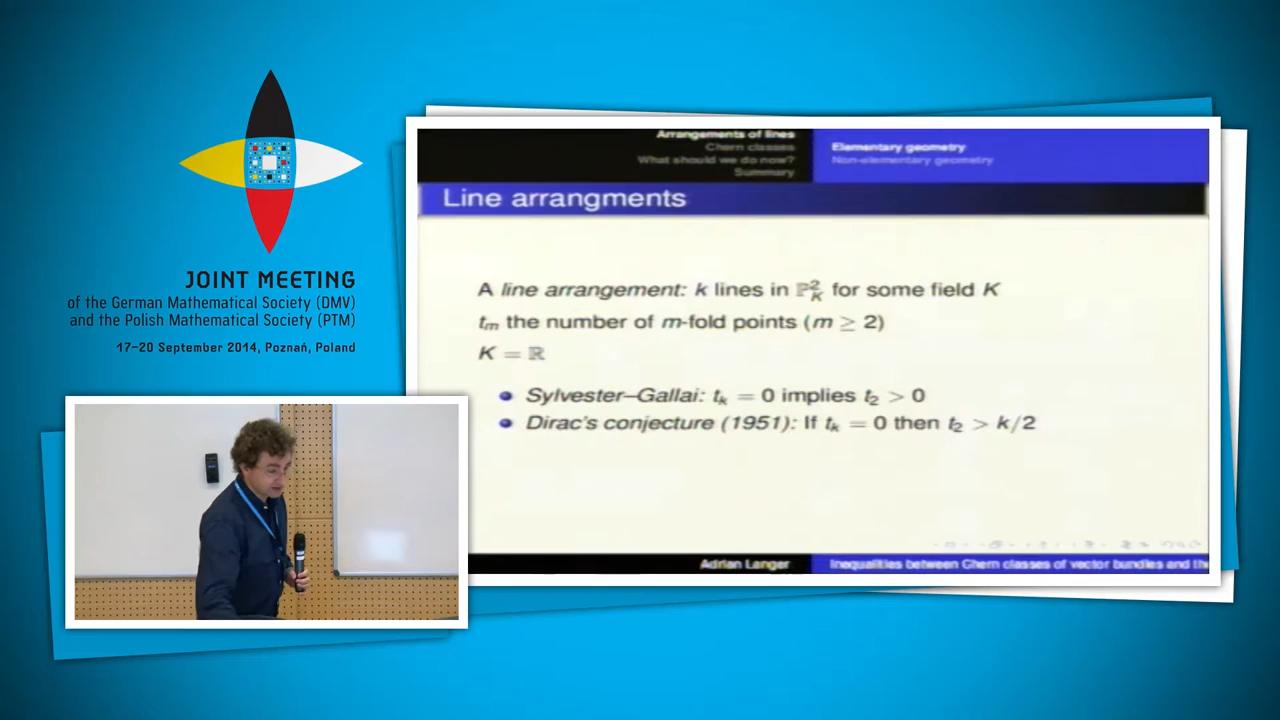 JOINT MEETING
of the German Mathematical Society (DMV)
and the Polish Mathematical Society (PTM)
17–20 September 2014, Poznań, Poland
Arrangements of lines
Chern classes
What should we do now?
Summary
Elementary geometry
Non-elementary geometry
Line arrangments
A line arrangement: k lines in ℙ²_K for some field K
t_m the number of m-fold points (m ≥ 2)
K = ℝ
Sylvester–Gallai: t_k = 0 implies t_2 > 0
Dirac's conjecture (1951): If t_k = 0 then t_2 > k/2
Adrian Langer
Inequalities between Chern classes of vector bundles and the